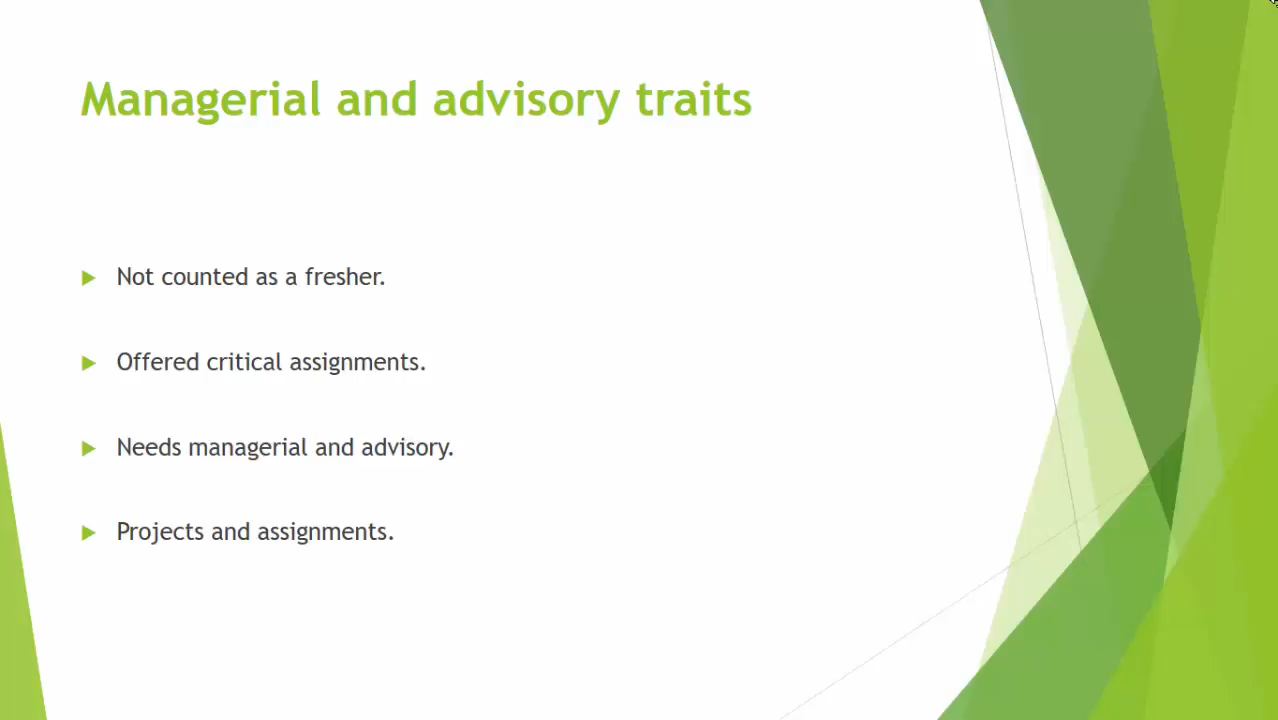 Managerial and advisory traits
Not counted as a fresher.
Offered critical assignments.
Needs managerial and advisory.
Projects and assignments.